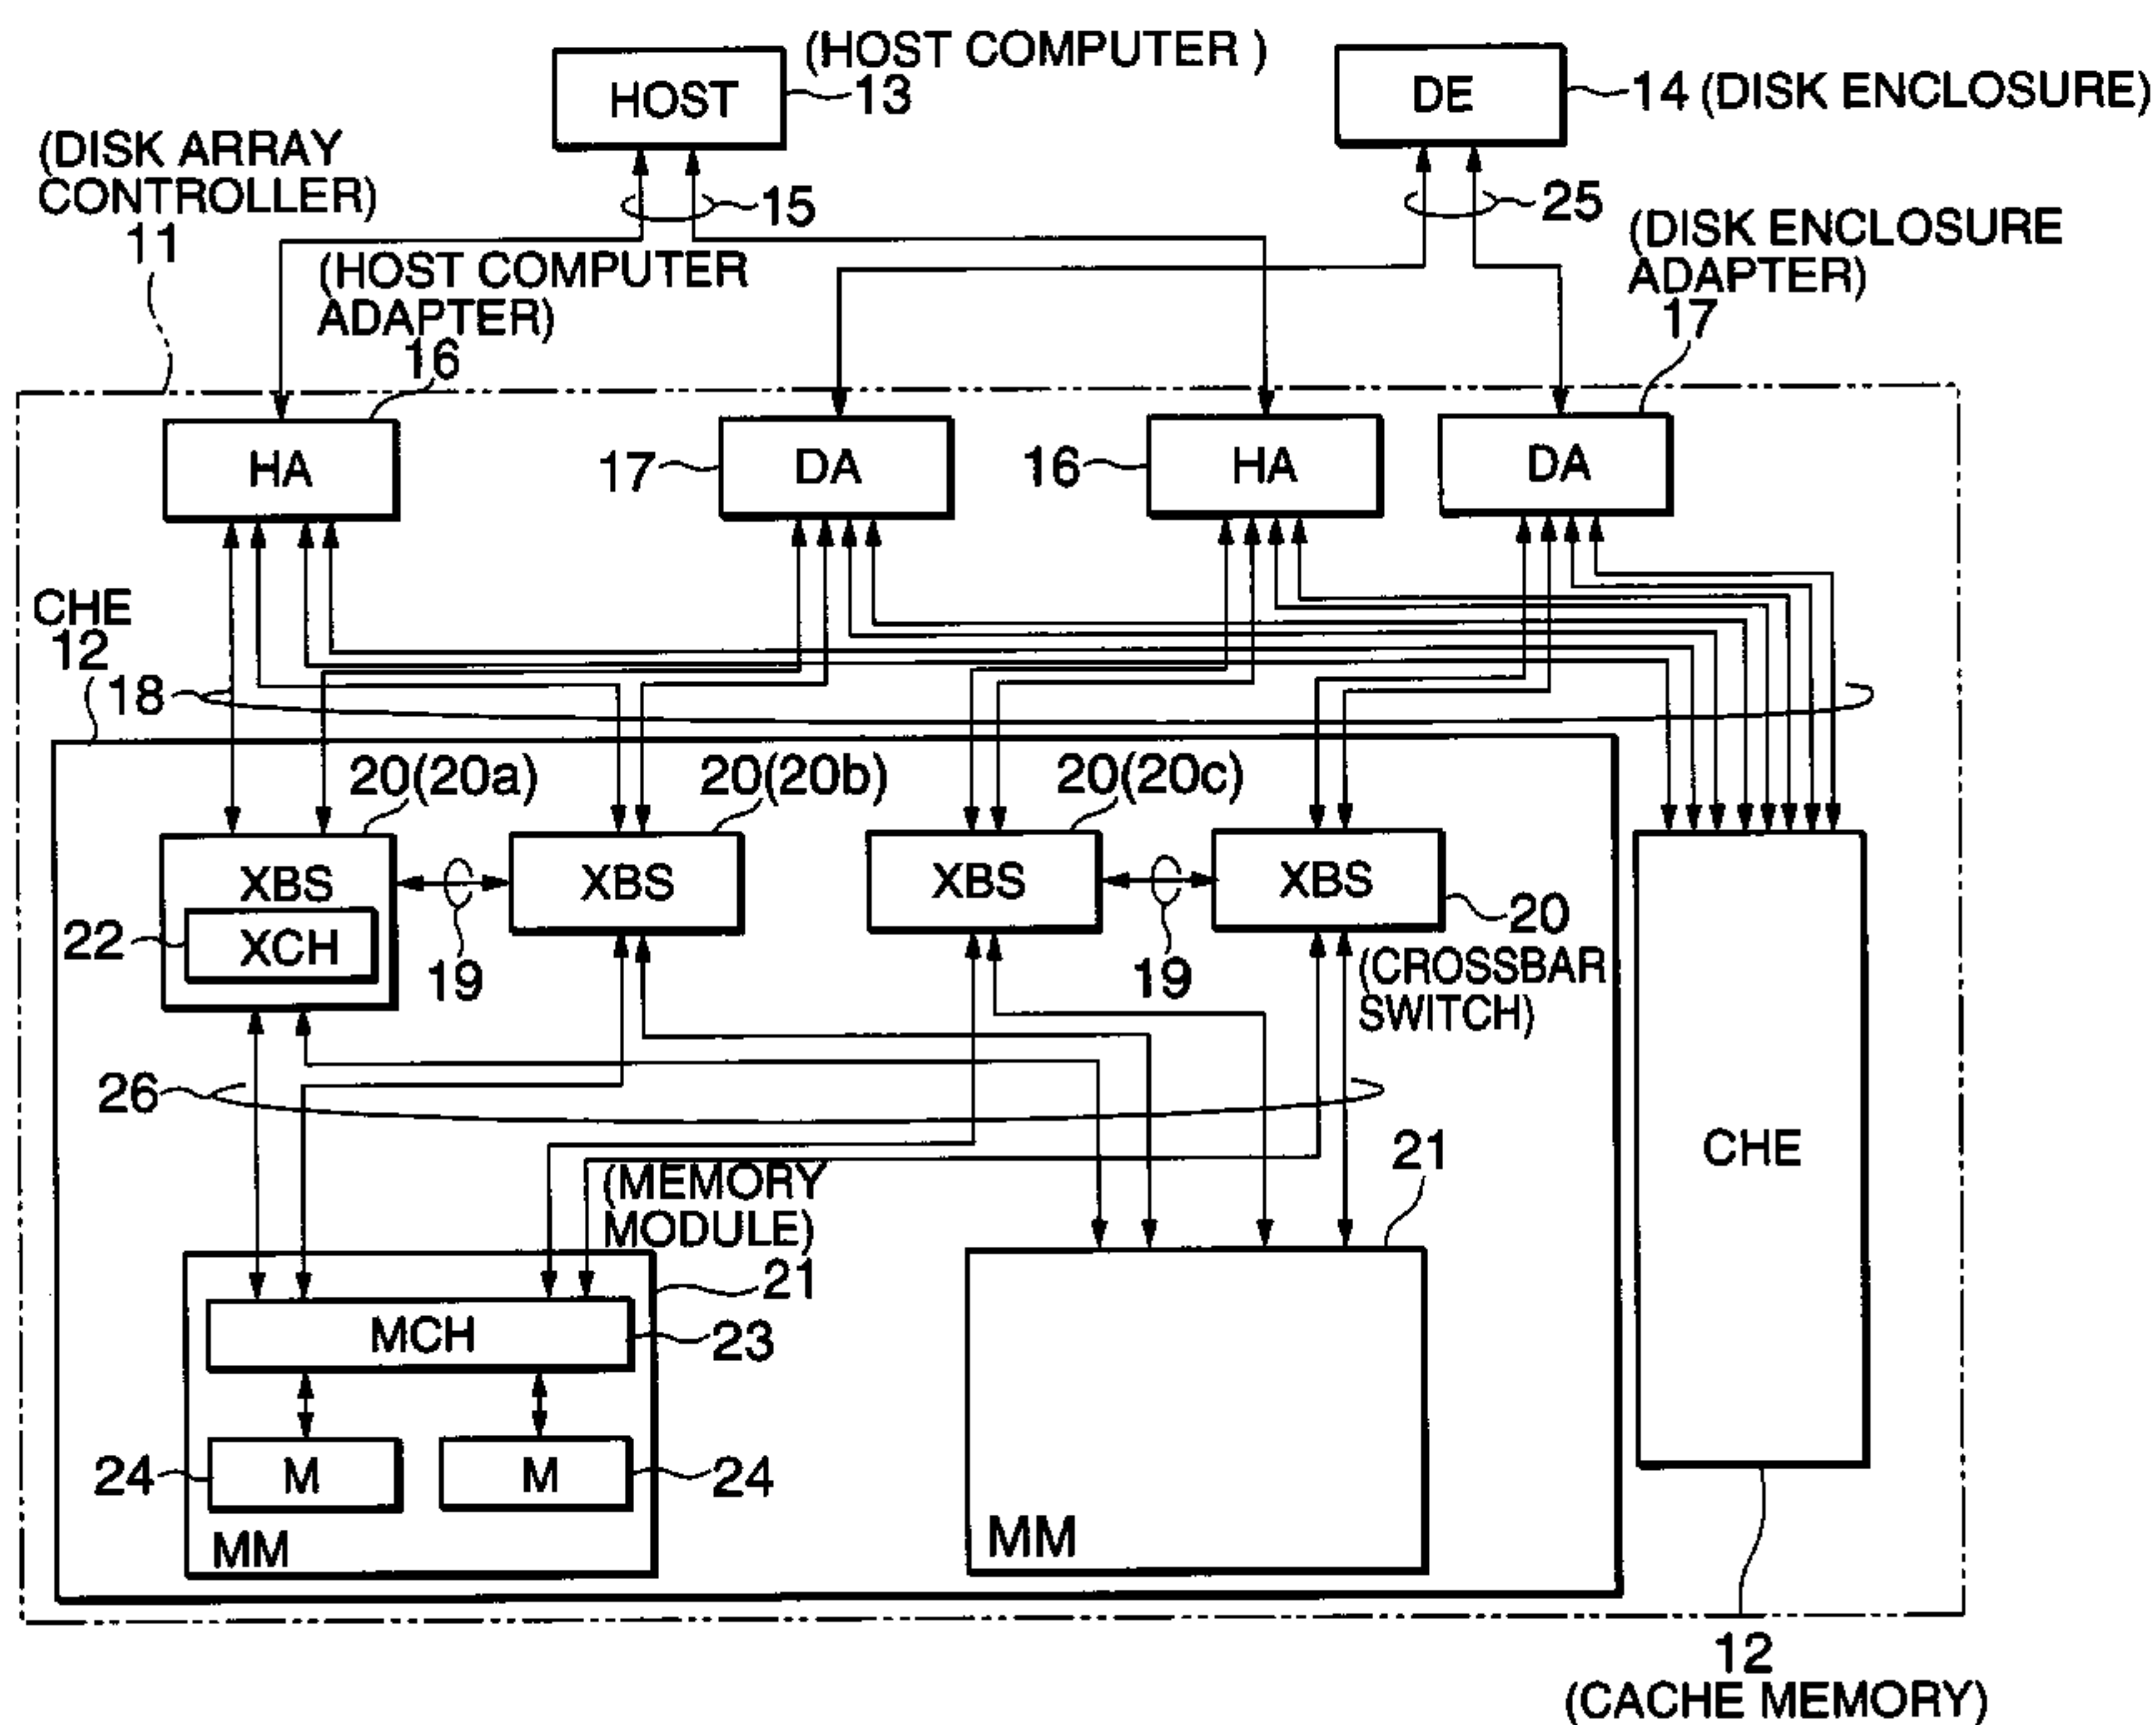 (HOST COMPUTER )
HOST
13
DE
14 (DISK ENCLOSURE)
(DISK ARRAY
CONTROLLER)
11
15
25
(HOST COMPUTER
ADAPTER)
16
(DISK ENCLOSURE
ADAPTER)
17
HA
17
DA
16
HA
DA
CHE
12
18
20(20a)
20(20b)
20(20c)
XBS
XBS
XBS
XBS
22
XCH
19
19
20
(CROSSBAR
SWITCH)
26
CHE
21
(MEMORY
MODULE)
21
MCH
23
24
M
M
24
MM
MM
12
(CACHE MEMORY)